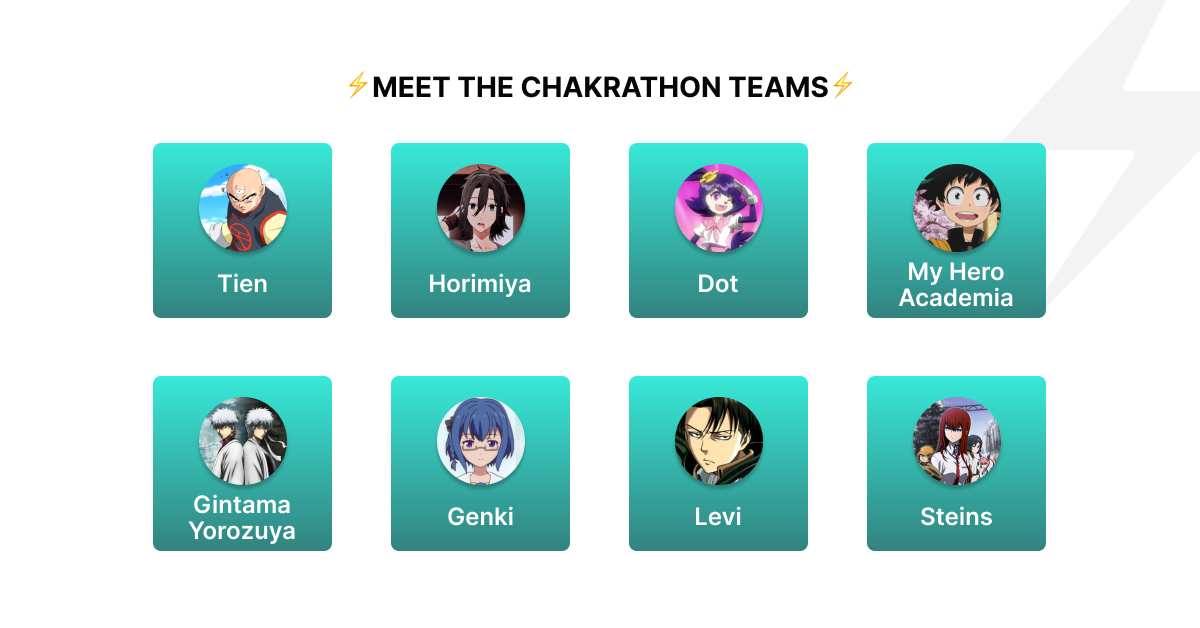 ⚡MEET THE CHAKRATHON TEAMS⚡
Tien
Horimiya
Dot
My Hero
Academia
Gintama
Yorozuya
Genki
Levi
Steins